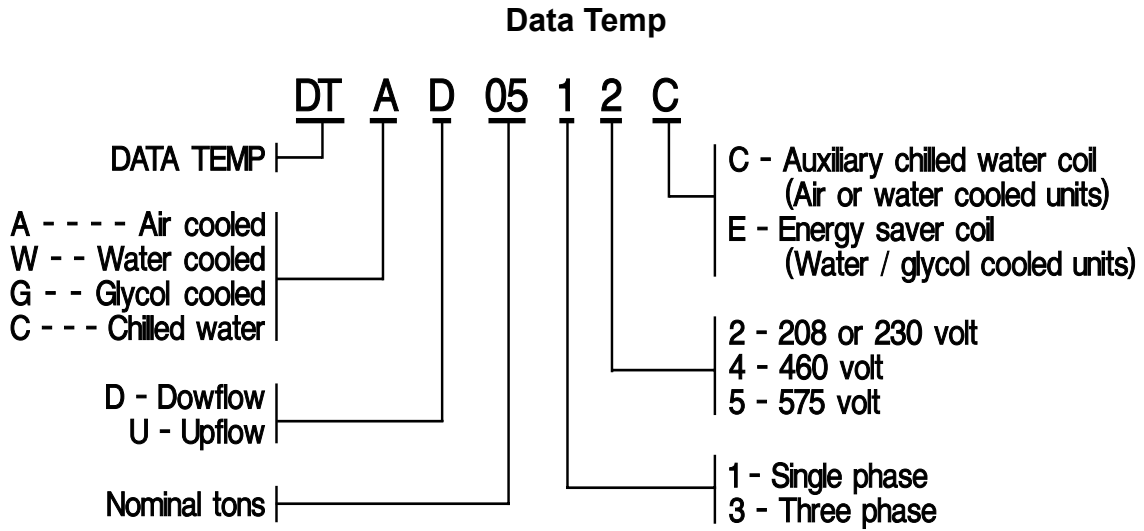 Data Temp
DT A D 05 1 2 C
DATA TEMP
A - - - - Air cooled
W - - Water cooled
G - - Glycol cooled
C - - - Chilled water
D - Dowflow
U - Upflow
Nominal tons
C - Auxiliary chilled water coil
(Air or water cooled units)
E - Energy saver coil
(Water / glycol cooled units)
2 - 208 or 230 volt
4 - 460 volt
5 - 575 volt
1 - Single phase
3 - Three phase